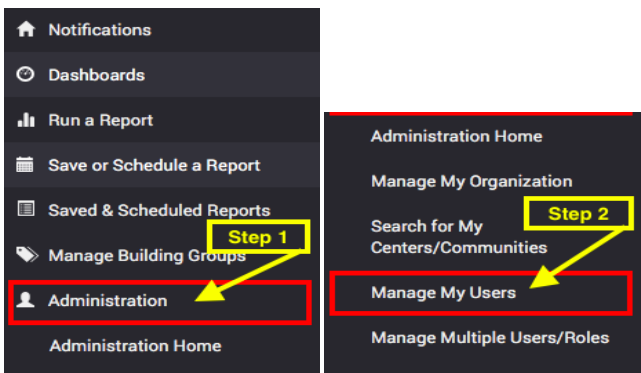 Notifications
Dashboards
Run a Report
Save or Schedule a Report
Saved & Scheduled Reports
Step 1
Manage Building Groups
Administration
Administration Home
Administration Home
Manage My Organization
Step 2
Search for My
Centers/Communities
Manage My Users
Manage Multiple Users/Roles